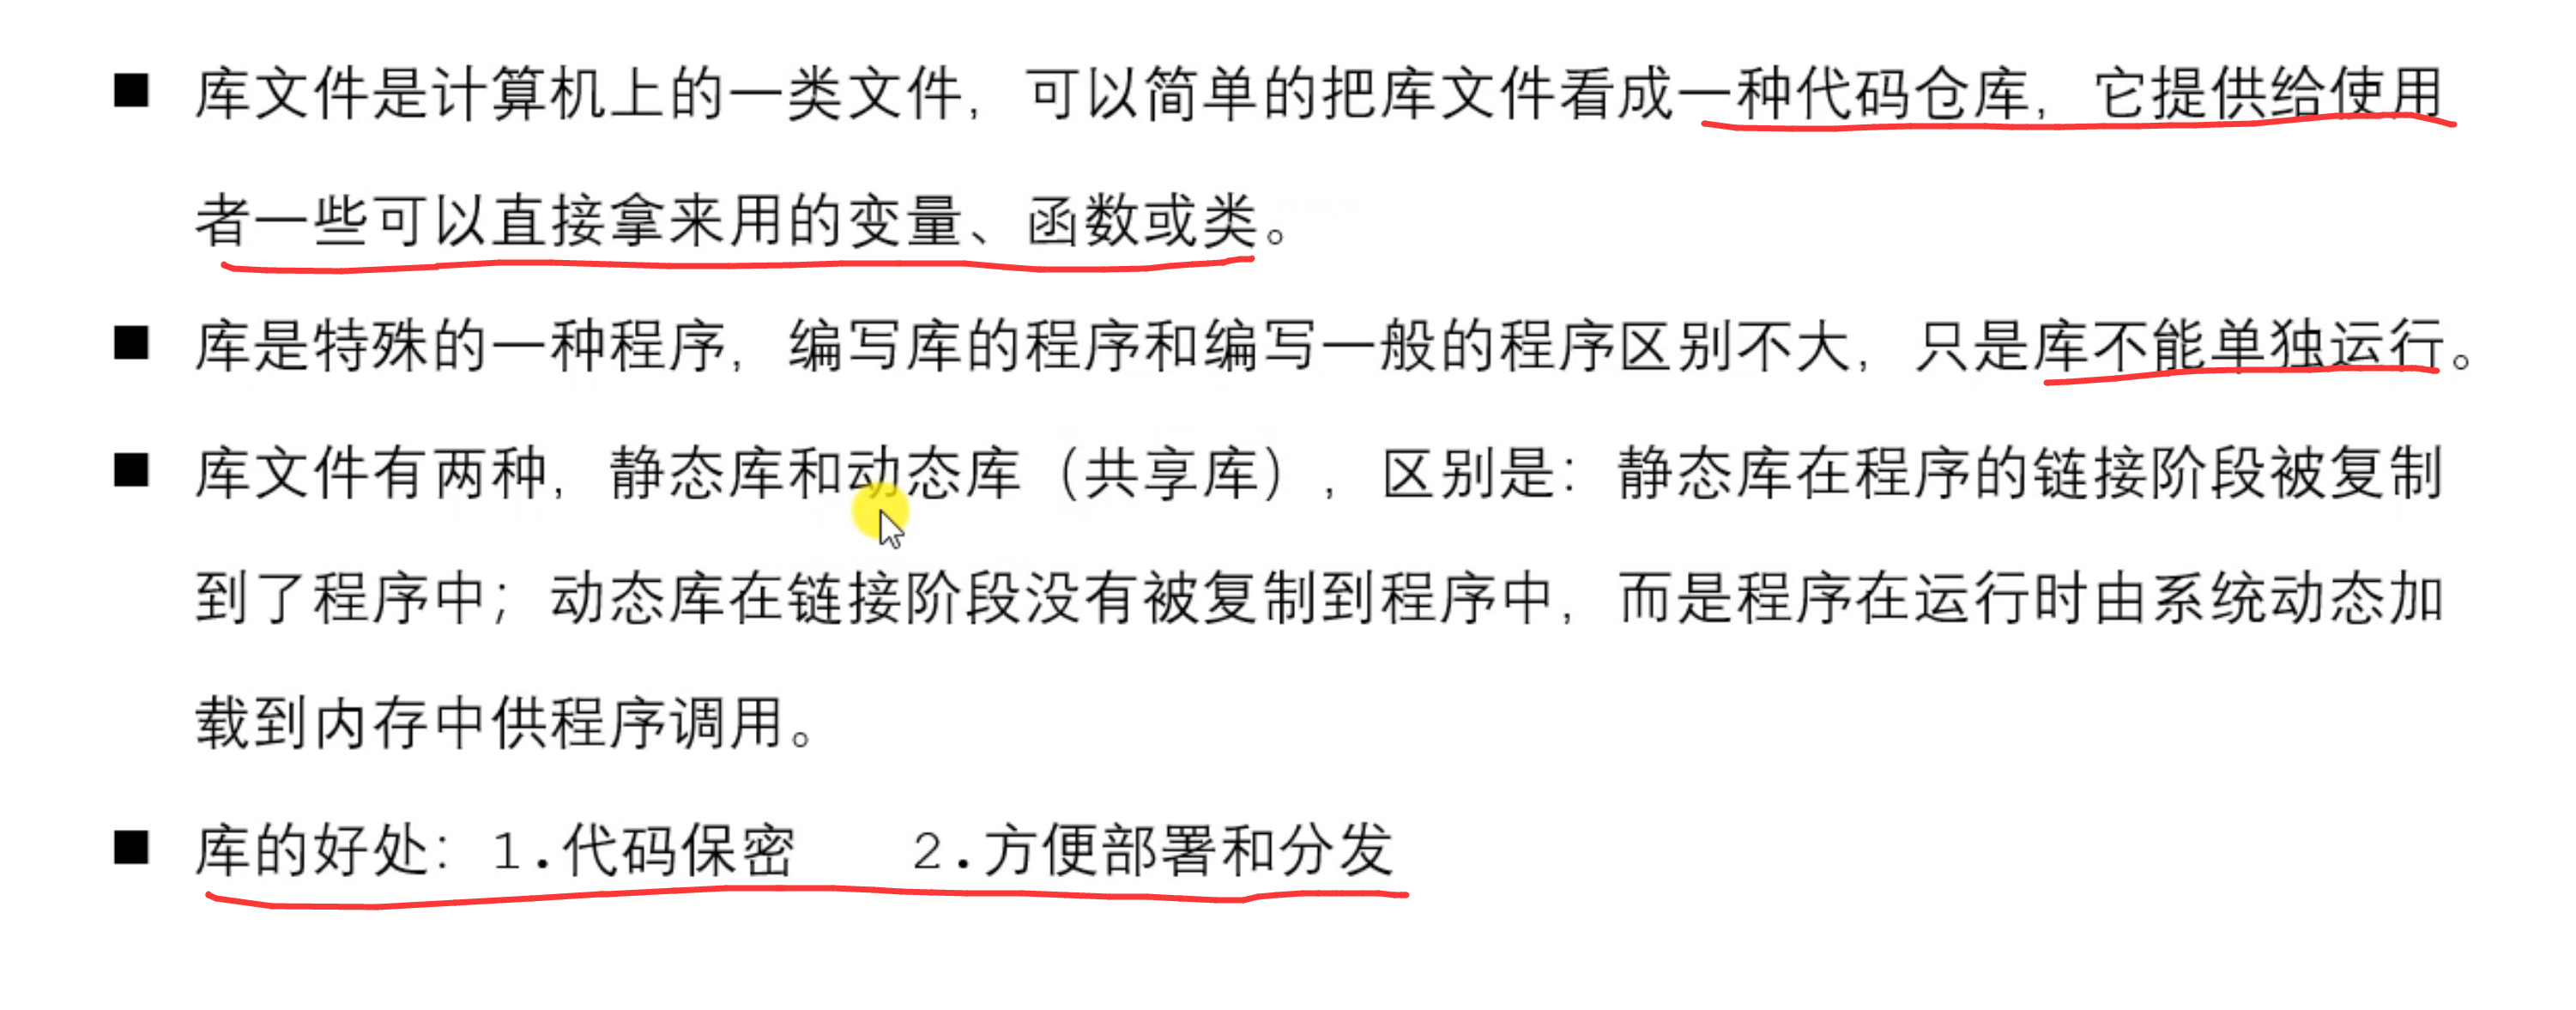 ■ 库文件是计算机上的一类文件，可以简单的把库文件看成一种代码仓库，它提供给使用
者一些可以直接拿来用的变量、函数或类。
■ 库是特殊的一种程序，编写库的程序和编写一般的程序区别不大，只是库不能单独运行。
■ 库文件有两种，静态库和动态库（共享库），区别是：静态库在程序的链接阶段被复制
到了程序中；动态库在链接阶段没有被复制到程序中，而是程序在运行时由系统动态加
载到内存中供程序调用。
■ 库的好处：1.代码保密 2.方便部署和分发